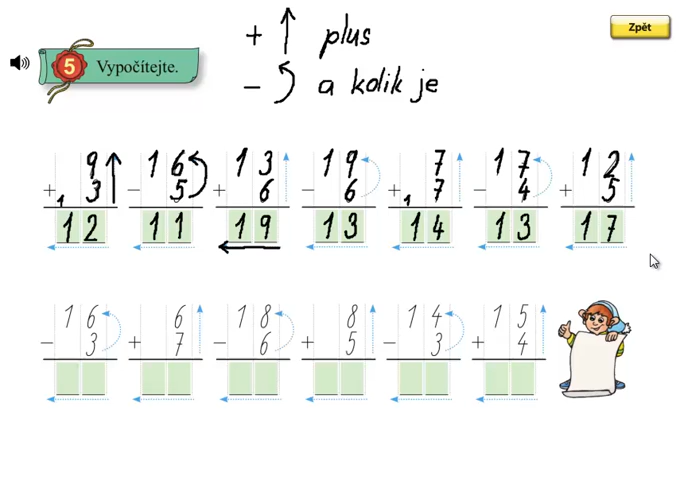 + ↑ plus
Zpět
5 Vypočítejte.
− a kolik je
9 16 13 19 7 17 12
+ 3 − 5 + 6 − 6 + 7 − 4 + 5
1 1
12 11 19 13 14 13 17
16 6 18 8 14 15
− 3 + 7 − 6 + 5 − 3 + 4